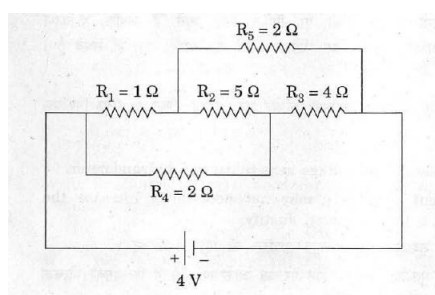 R₅ = 2 Ω
R₁ = 1 Ω R₂ = 5 Ω R₃ = 4 Ω
R₄ = 2 Ω
+ −
4 V